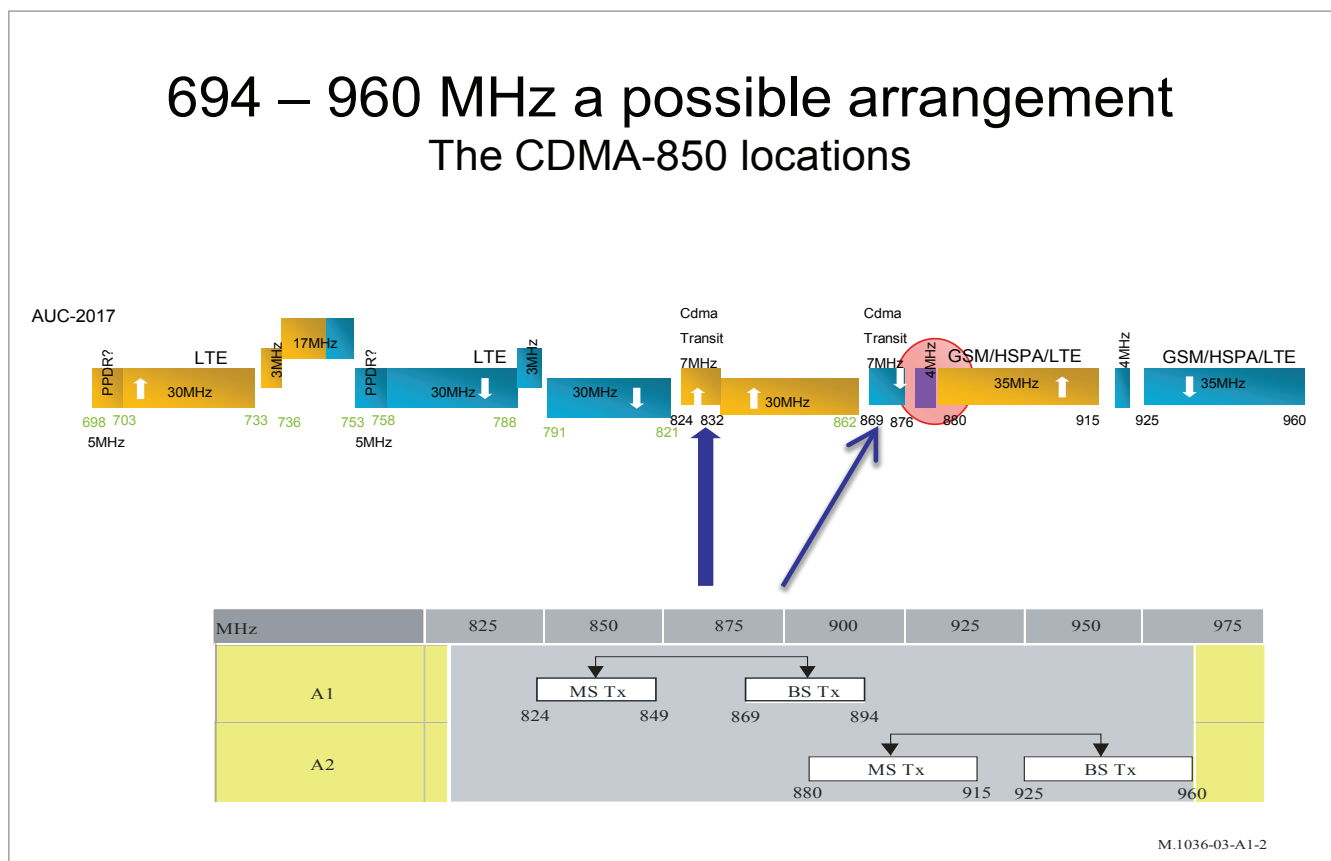 694 – 960 MHz a possible arrangement
The CDMA-850 locations
AUC-2017
Cdma
Transit
7MHz
Cdma
Transit
7MHz
PPDR?
LTE
30MHz
3MHz
17MHz
PPDR?
LTE
30MHz
3MHz
30MHz
30MHz
4MHz
GSM/HSPA/LTE
35MHz
4MHz
GSM/HSPA/LTE
35MHz
698 703 733 736 753 758 788 791 821 824 832 862 869 876 880 915 925 960
5MHz 5MHz
MHz 825 850 875 900 925 950 975
A1 MS Tx BS Tx
824 849 869 894
A2 MS Tx BS Tx
880 915 925 960
M.1036-03-A1-2